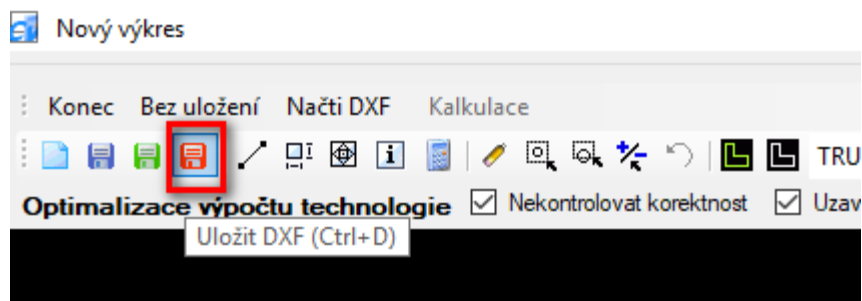 Nový výkres
Konec Bez uložení Načti DXF Kalkulace
TRU
Optimalizace výpočtu technologie Nekontrolovat korektnost Uzav
Uložit DXF (Ctrl+D)